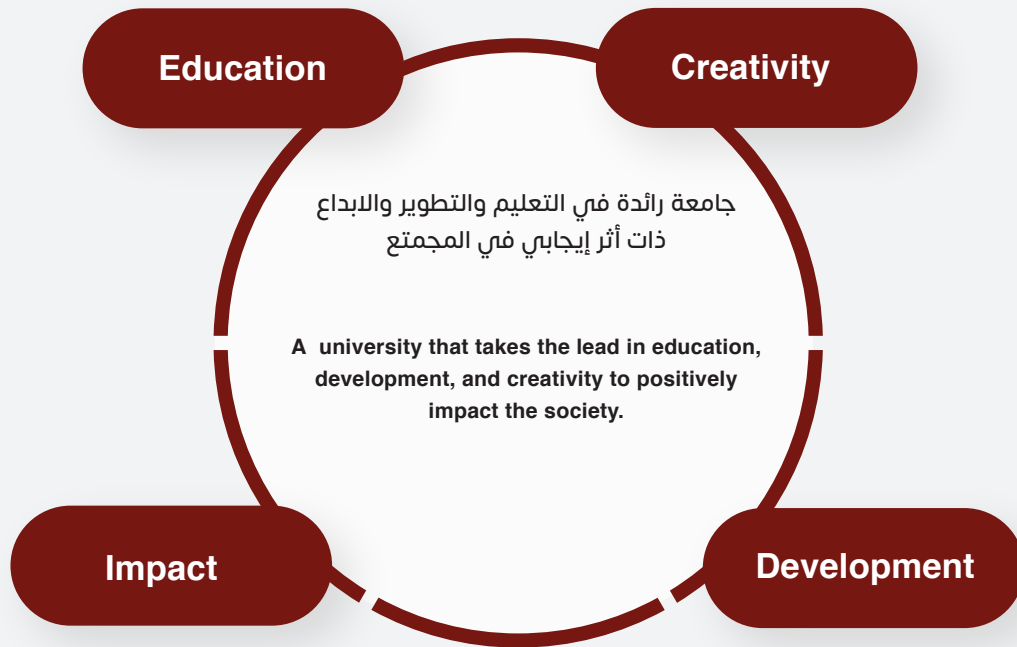 Education
Creativity
جامعة رائدة في التعليم والتطوير والابداع
ذات أثر إيجابي في المجمتع
A university that takes the lead in education,
development, and creativity to positively
impact the society.
Impact
Development